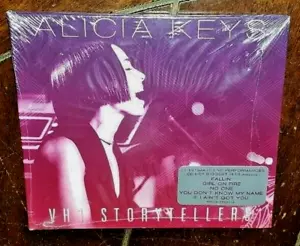 ALICIA KEYS
FALLIN'
GIRL ON FIRE
NO ONE
YOU DON'T KNOW MY NAME
IF I AIN'T GOT YOU
VH1 STORYTELLERS